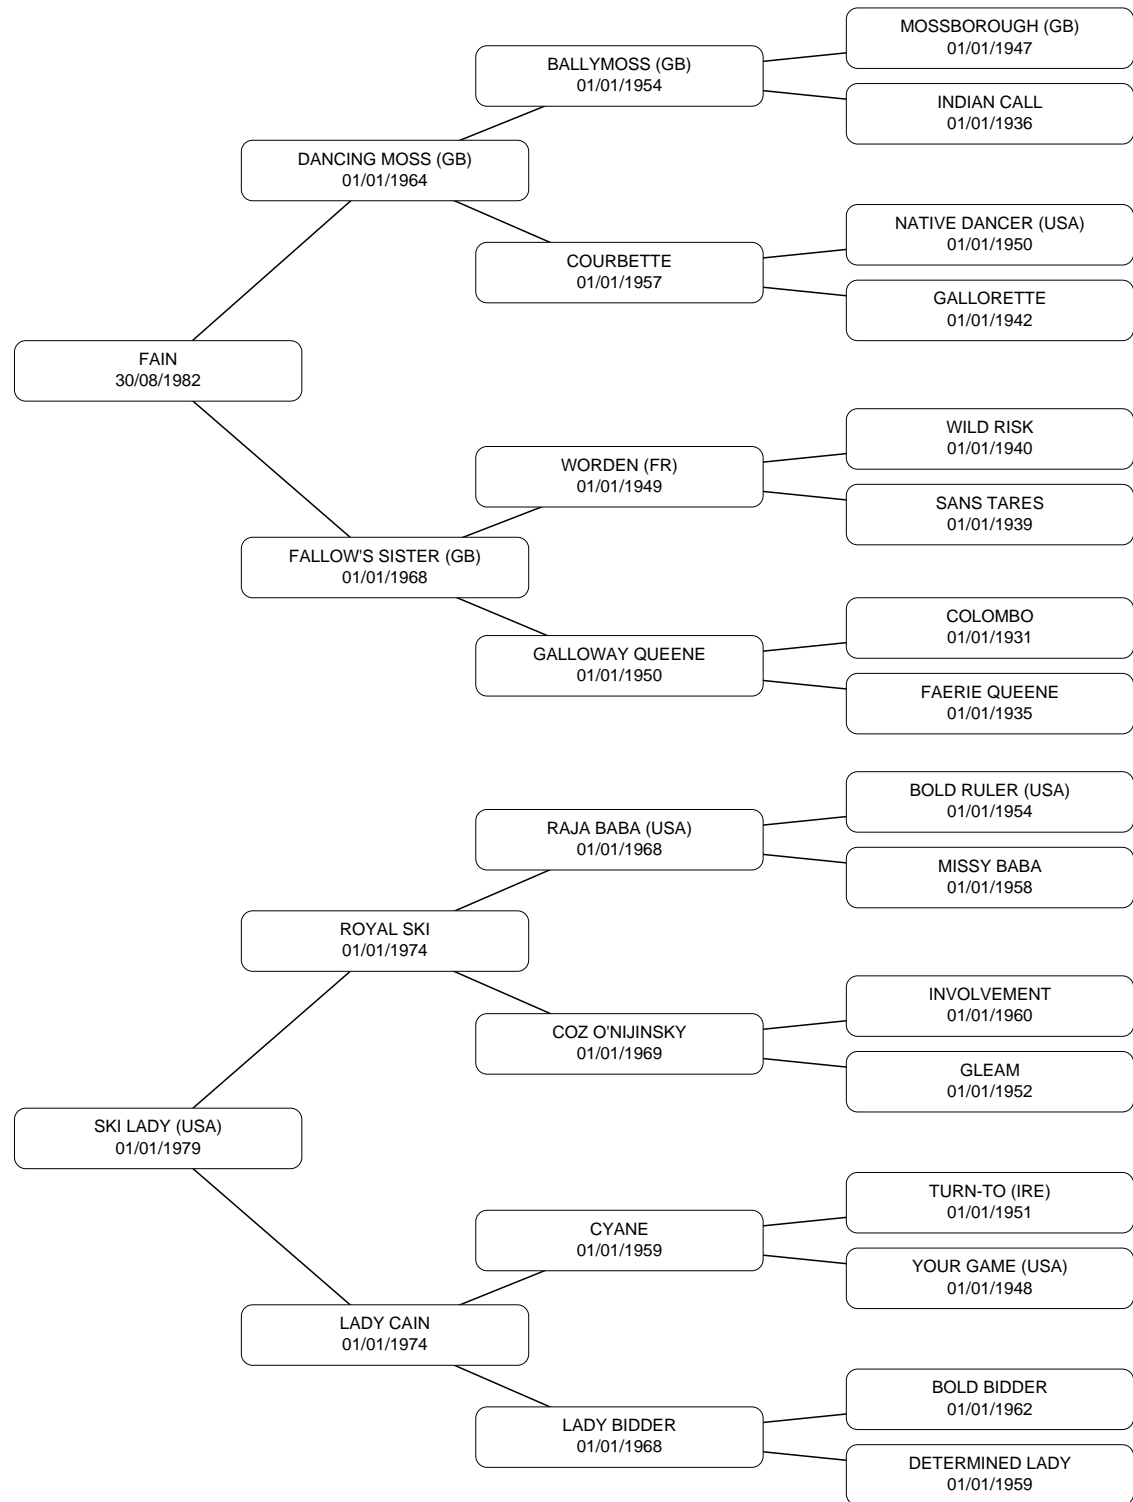 MOSSBOROUGH (GB)
01/01/1947
BALLYMOSS (GB)
01/01/1954
INDIAN CALL
01/01/1936
DANCING MOSS (GB)
01/01/1964
NATIVE DANCER (USA)
01/01/1950
COURBETTE
01/01/1957
GALLORETTE
01/01/1942
FAIN
30/08/1982
WILD RISK
01/01/1940
WORDEN (FR)
01/01/1949
SANS TARES
01/01/1939
FALLOW'S SISTER (GB)
01/01/1968
COLOMBO
01/01/1931
GALLOWAY QUEENE
01/01/1950
FAERIE QUEENE
01/01/1935
BOLD RULER (USA)
01/01/1954
RAJA BABA (USA)
01/01/1968
MISSY BABA
01/01/1958
ROYAL SKI
01/01/1974
INVOLVEMENT
01/01/1960
COZ O'NIJINSKY
01/01/1969
GLEAM
01/01/1952
SKI LADY (USA)
01/01/1979
TURN-TO (IRE)
01/01/1951
CYANE
01/01/1959
YOUR GAME (USA)
01/01/1948
LADY CAIN
01/01/1974
BOLD BIDDER
01/01/1962
LADY BIDDER
01/01/1968
DETERMINED LADY
01/01/1959